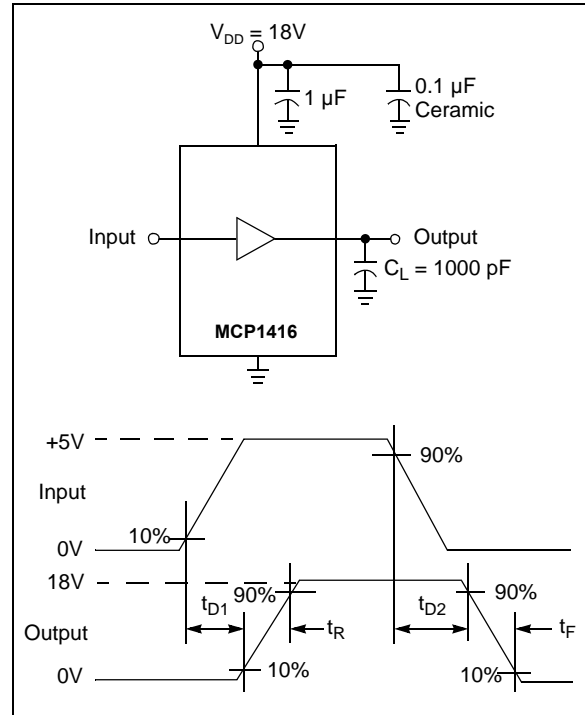 V_DD = 18V
1 µF
0.1 µF
Ceramic
Input
Output
C_L = 1000 pF
MCP1416
+5V
Input
90%
10%
0V
18V
t_D1
90%
t_R
t_D2
90%
t_F
Output
10%
10%
0V